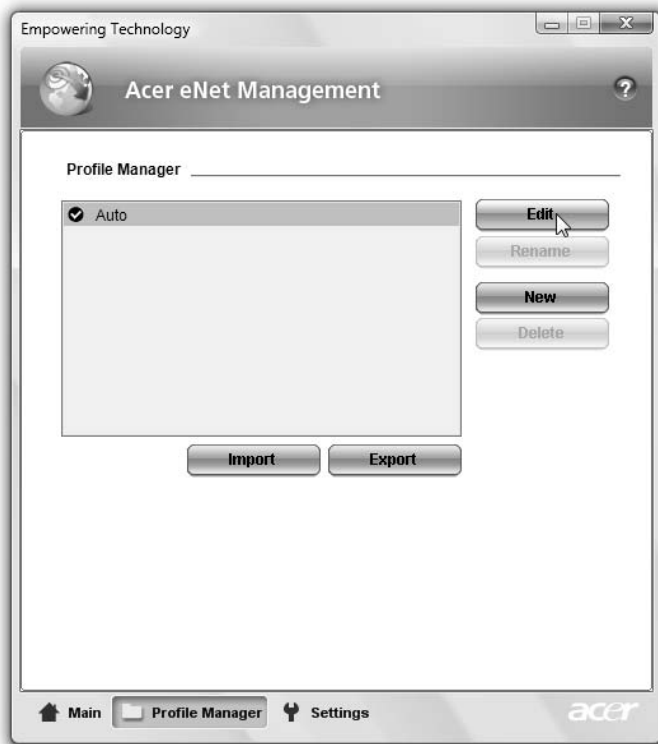 Empowering Technology
Acer eNet Management
?
Profile Manager
Auto
Edit
Rename
New
Delete
Import Export
Main Profile Manager Settings acer